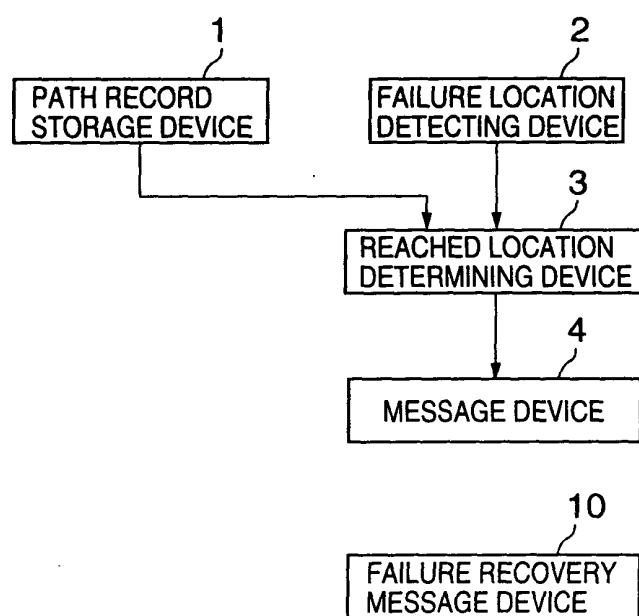 1
PATH RECORD
STORAGE DEVICE
2
FAILURE LOCATION
DETECTING DEVICE
3
REACHED LOCATION
DETERMINING DEVICE
4
MESSAGE DEVICE
10
FAILURE RECOVERY
MESSAGE DEVICE